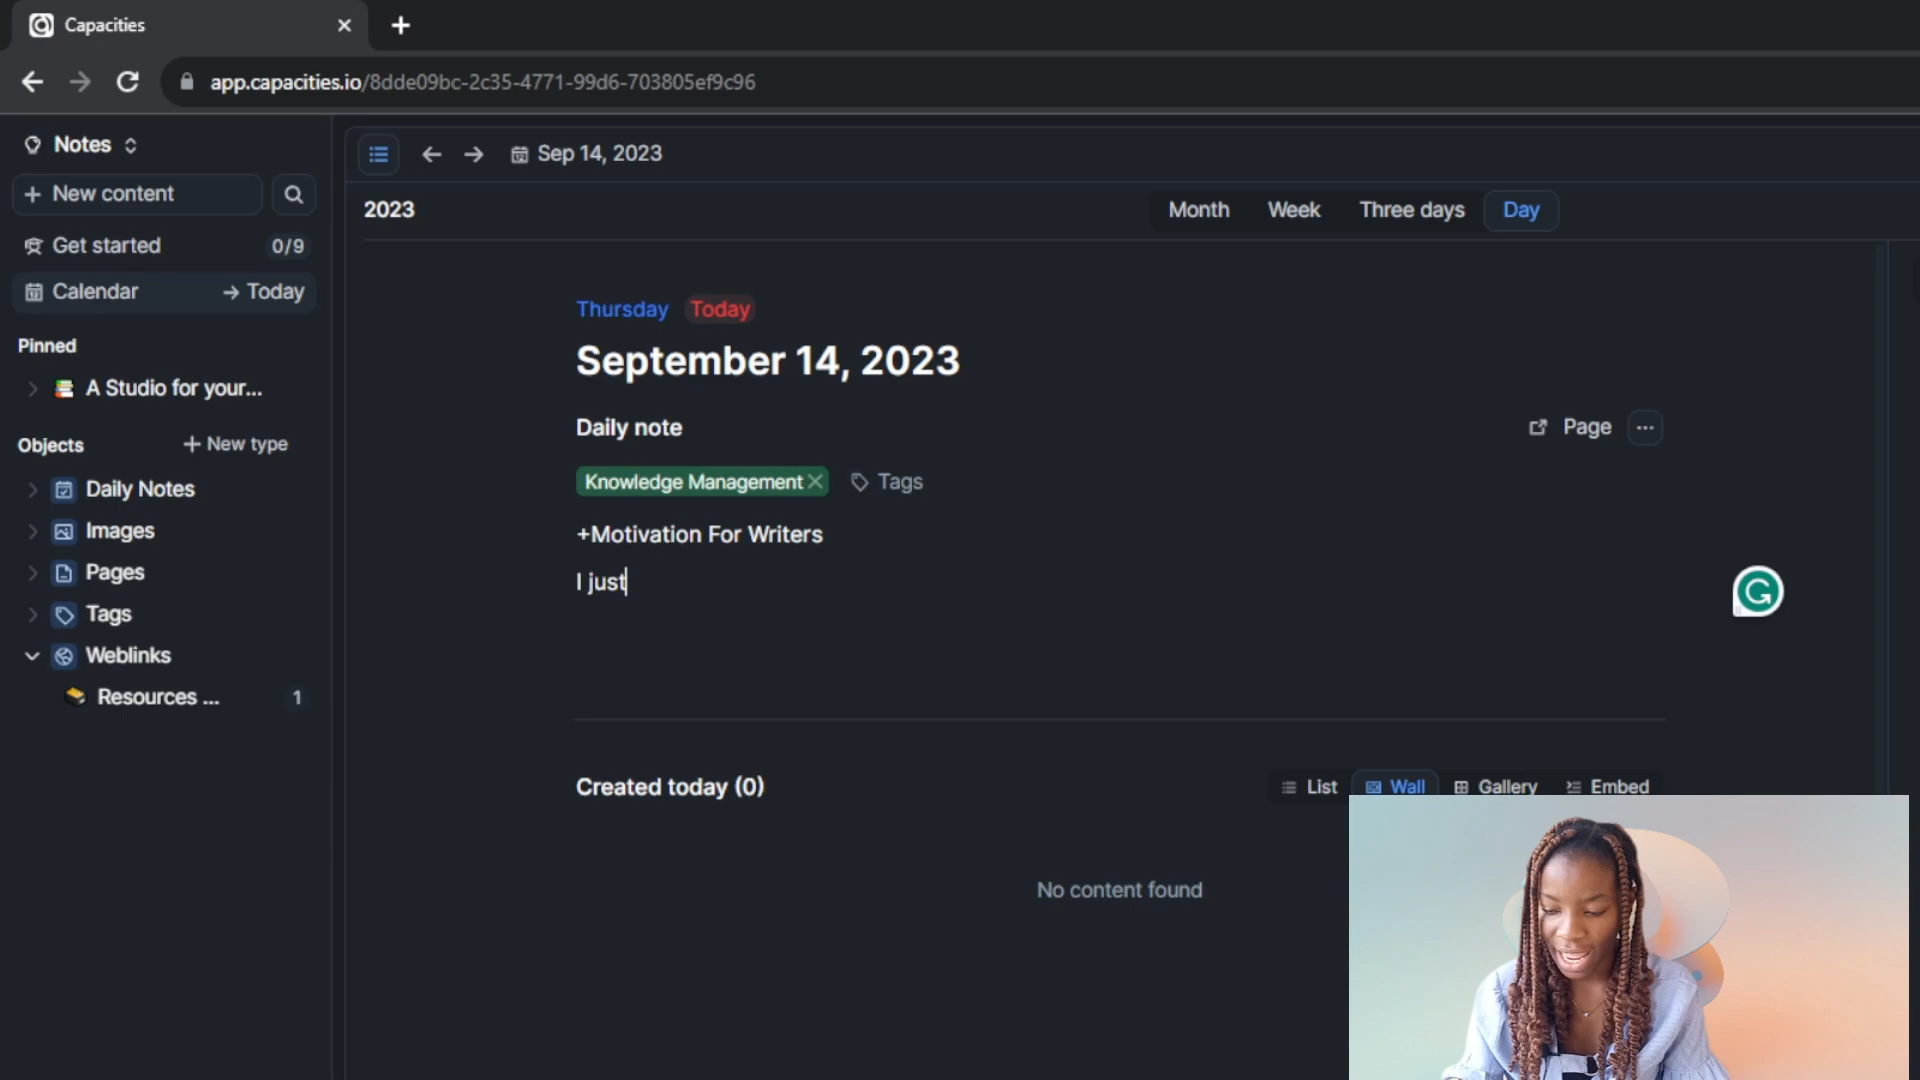 Capacities
app.capacities.io/8dde09bc-2c35-4771-99d6-703805ef9c96
Notes
New content
Get started 0/9
Calendar → Today
Pinned
A Studio for your...
Objects + New type
Daily Notes
Images
Pages
Tags
Weblinks
Resources ... 1
Sep 14, 2023
2023 Month Week Three days Day
Thursday Today
September 14, 2023
Daily note Page ...
Knowledge Management Tags
+Motivation For Writers
I just
Created today (0) List Wall Gallery Embed
No content found